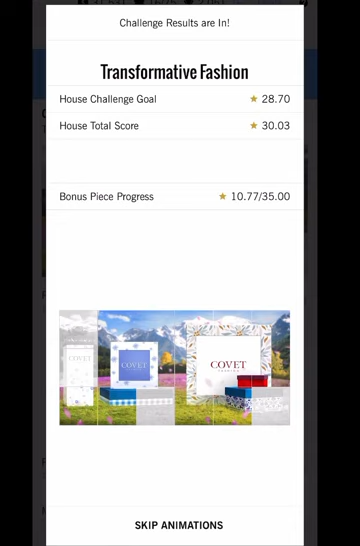 Challenge Results are In!
Transformative Fashion
House Challenge Goal ★ 28.70
House Total Score ★ 30.03
Bonus Piece Progress ★ 10.77/35.00
COVET
COVET
COVET
FASHION
SKIP ANIMATIONS